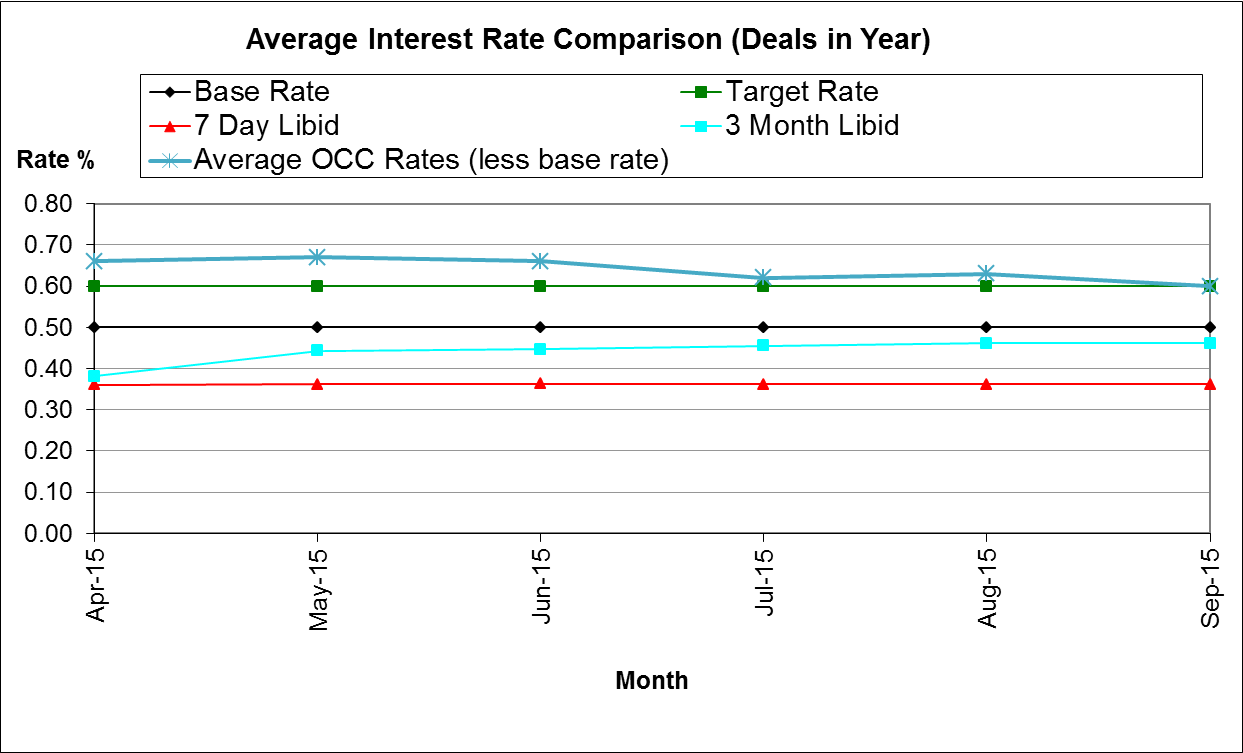 Average Interest Rate Comparison (Deals in Year)
Base Rate
Target Rate
7 Day Libid
3 Month Libid
Average OCC Rates (less base rate)
Rate %
0.80
0.70
0.60
0.50
0.40
0.30
0.20
0.10
0.00
Apr-15
May-15
Jun-15
Jul-15
Aug-15
Sep-15
Month